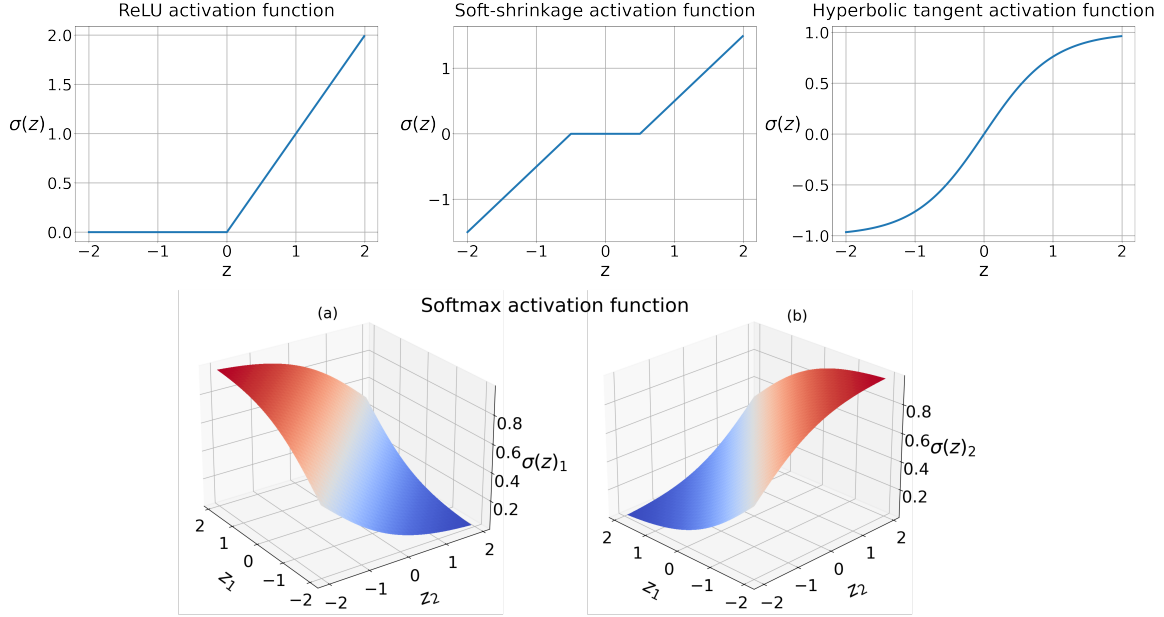 ReLU activation function
2.0
1.5
σ(z) 1.0
0.5
0.0
−2 −1 0 1 2
z
Soft-shrinkage activation function
1
σ(z) 0
−1
−2 −1 0 1 2
z
Hyperbolic tangent activation function
1.0
0.5
σ(z) 0.0
−0.5
−1.0
−2 −1 0 1 2
z
Softmax activation function
(a)
0.8
0.6
σ(z)₁
0.4
0.2
2 1 0 −1 −2
z₁
−2 −1 0 1 2
z₂
(b)
0.8
0.6
σ(z)₂
0.4
0.2
2 1 0 −1 −2
z₁
−2 −1 0 1 2
z₂